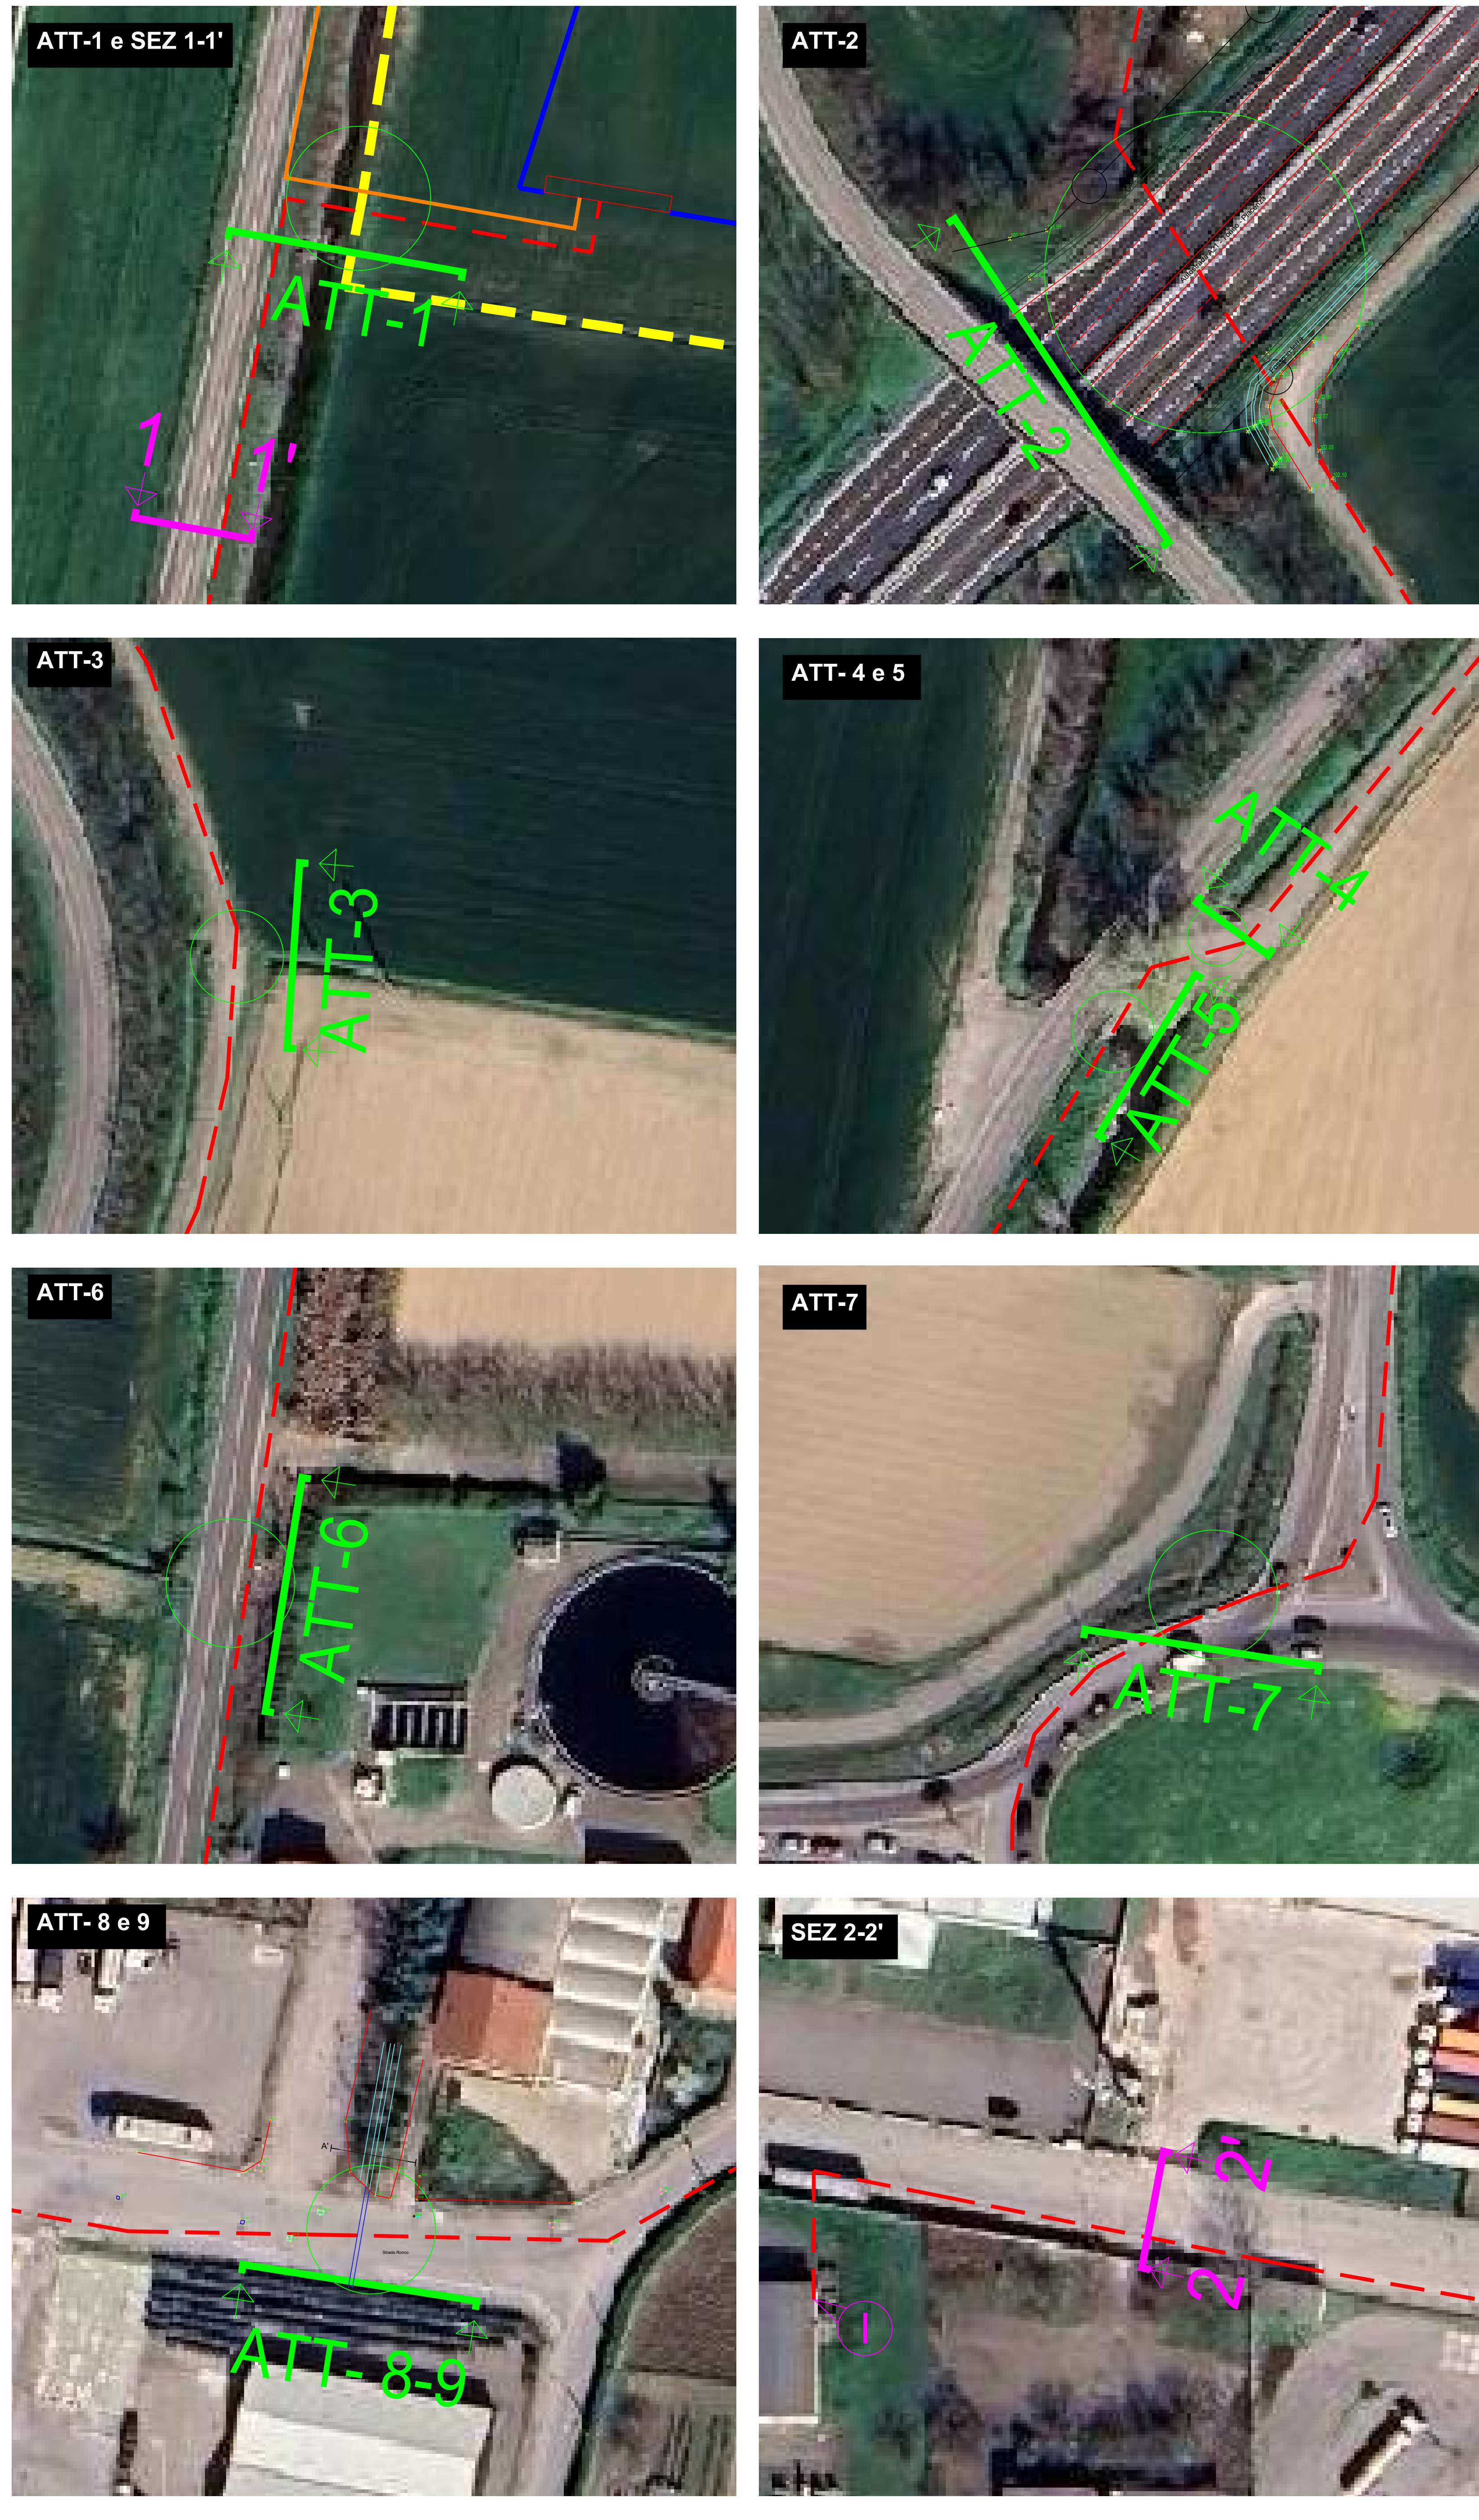 ATT-1 e SEZ 1-1'
ATT-1
1
1'
ATT-2
ATT-2
ATT-3
ATT-3
ATT- 4 e 5
ATT-4
ATT-5
ATT-6
ATT-6
ATT-7
ATT-7
ATT- 8 e 9
A'
Strada Ronco
ATT- 8-9
SEZ 2-2'
2'
2
I